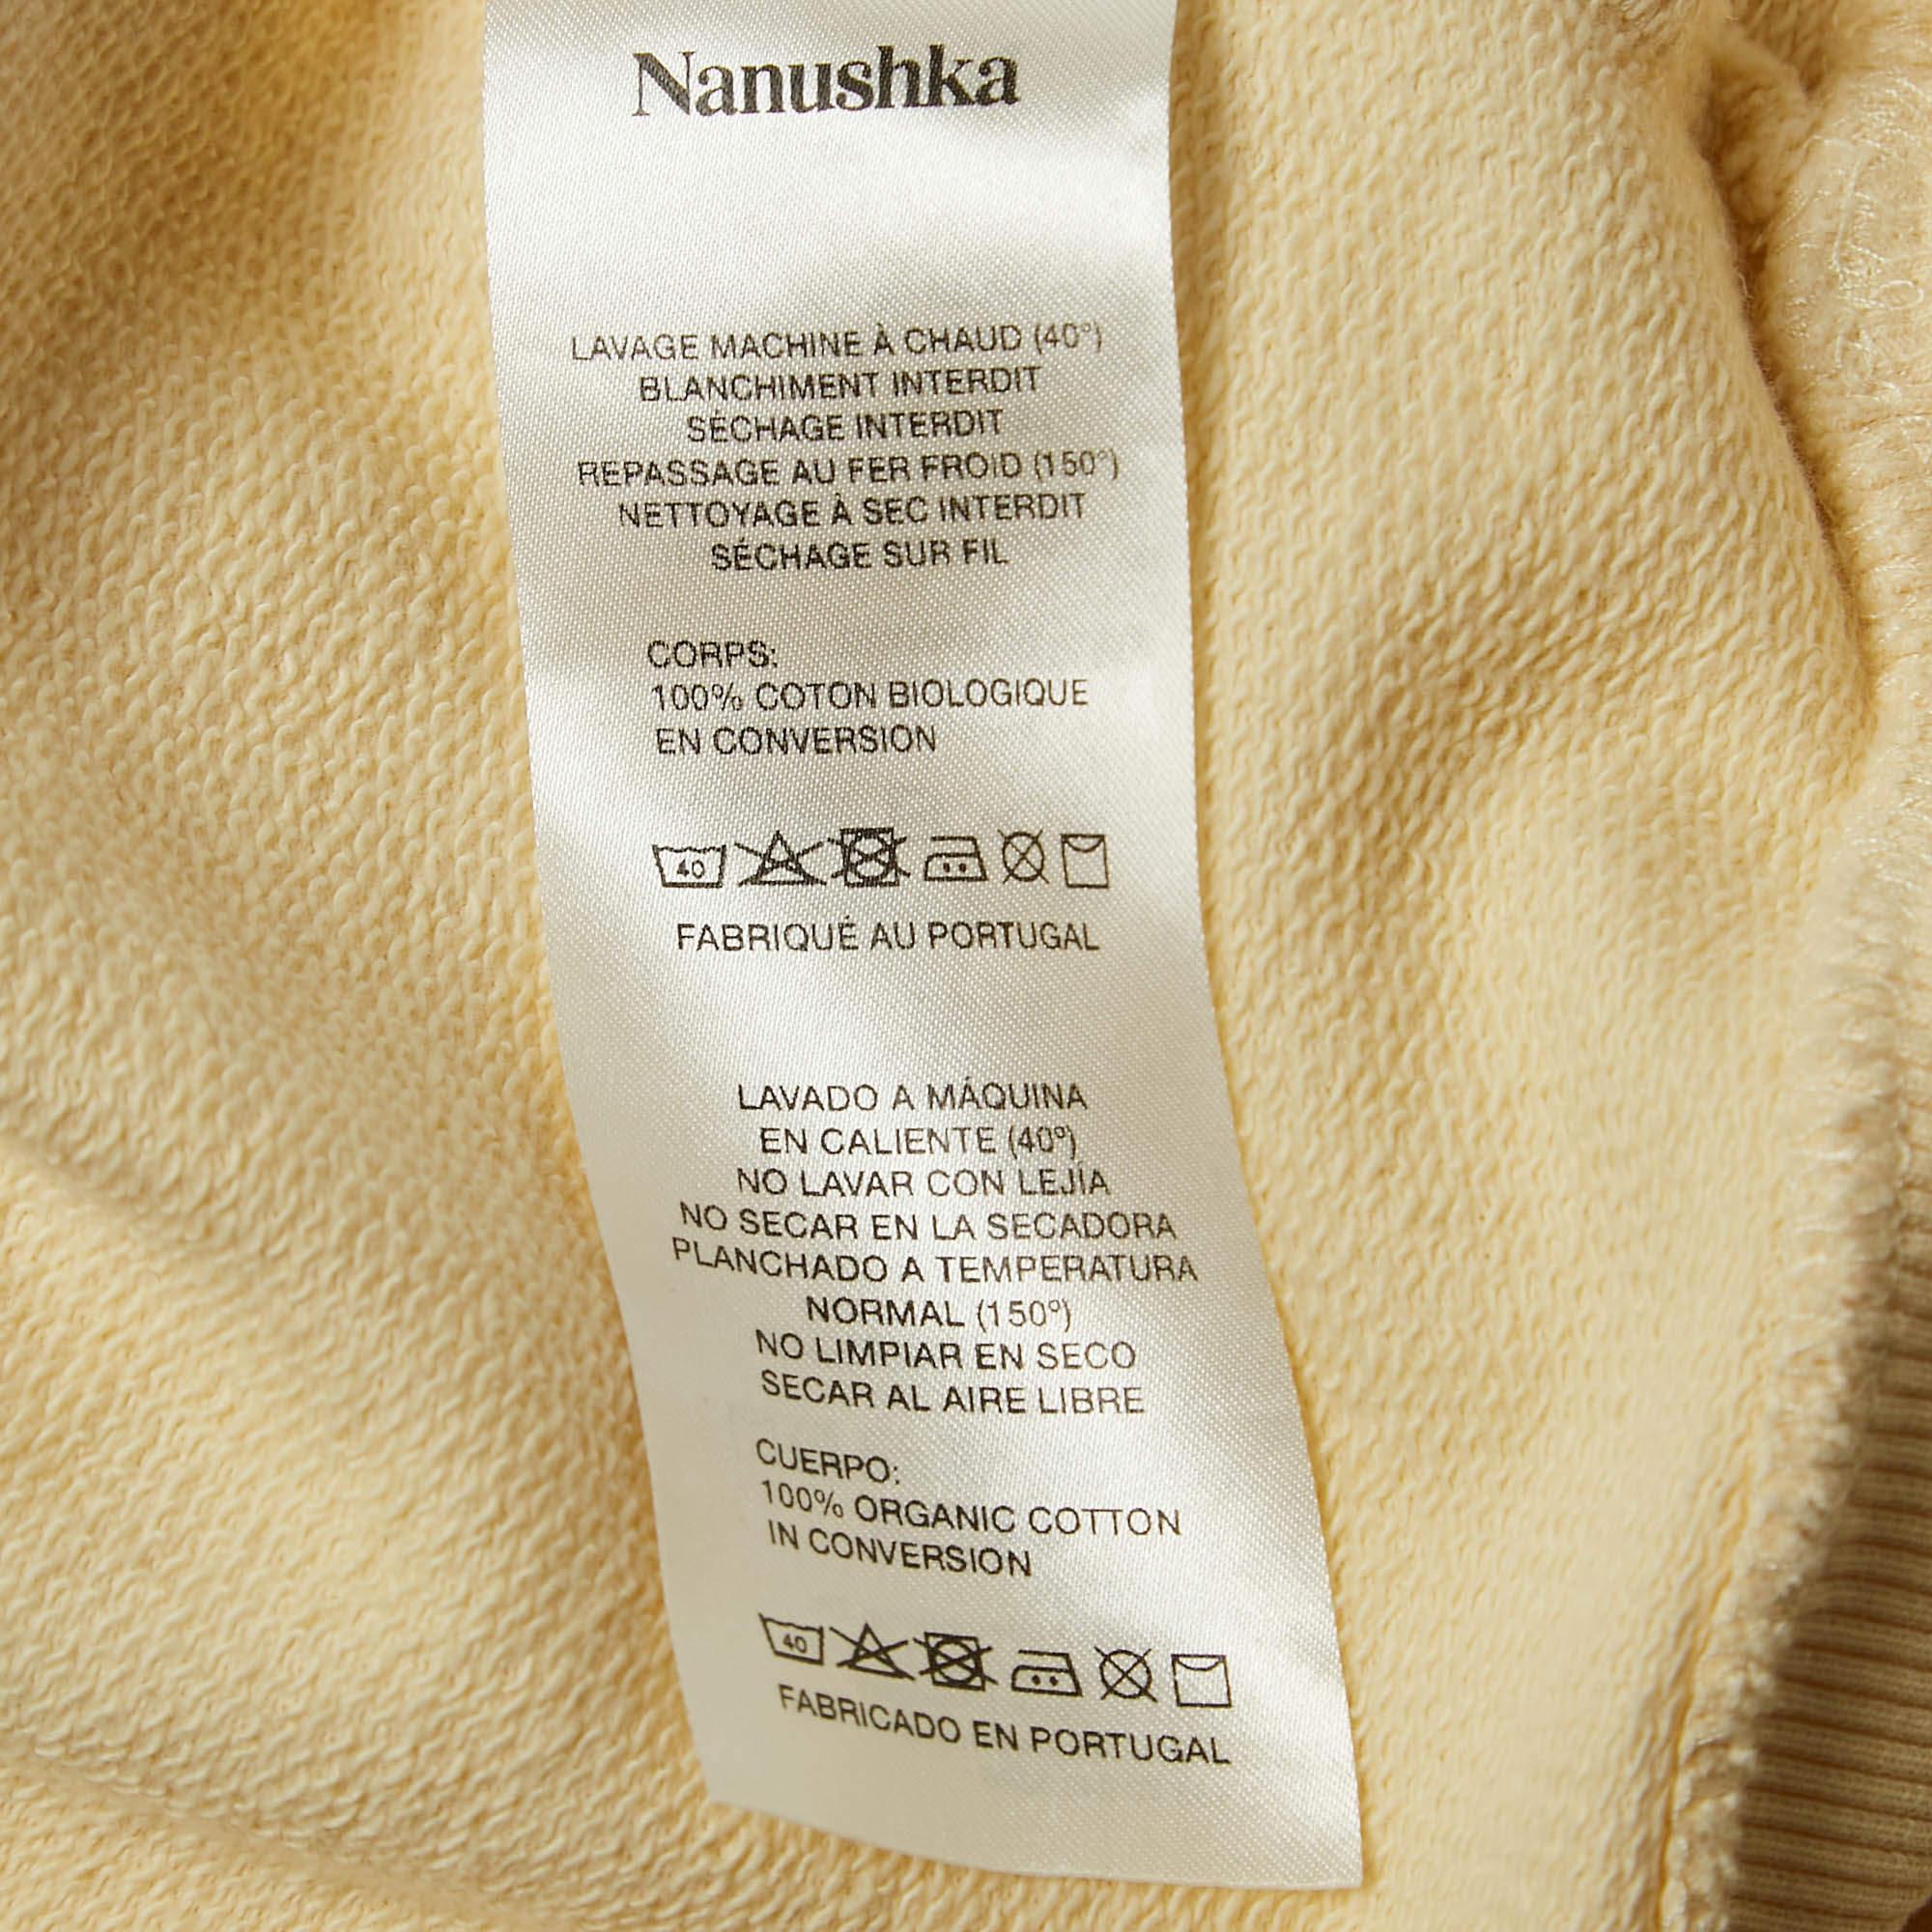 Nanushka
LAVAGE MACHINE À CHAUD (40°)
BLANCHIMENT INTERDIT
SÉCHAGE INTERDIT
REPASSAGE AU FER FROID (150°)
NETTOYAGE À SEC INTERDIT
SÉCHAGE SUR FIL
CORPS:
100% COTON BIOLOGIQUE
EN CONVERSION
40
FABRIQUÉ AU PORTUGAL
LAVADO A MÁQUINA
EN CALIENTE (40º)
NO LAVAR CON LEJÍA
NO SECAR EN LA SECADORA
PLANCHADO A TEMPERATURA
NORMAL (150º)
NO LIMPIAR EN SECO
SECAR AL AIRE LIBRE
CUERPO:
100% ORGANIC COTTON
IN CONVERSION
40
FABRICADO EN PORTUGAL